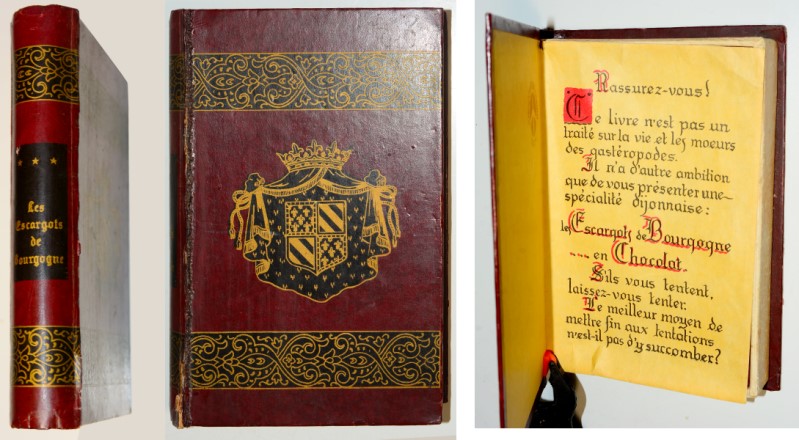 * * *
Les
Escargots
de
Bourgogne
Rassurez-vous!
Ce livre n'est pas un
traité sur la vie et les moeurs
des gastéropodes.
Il n'a d'autre ambition
que de vous présenter une
spécialité dijonnaise:
les Escargots de Bourgogne
.... en Chocolat.
S'ils vous tentent,
laissez-vous tenter.
Le meilleur moyen de
mettre fin aux tentations
n'est-il pas d'y succomber?